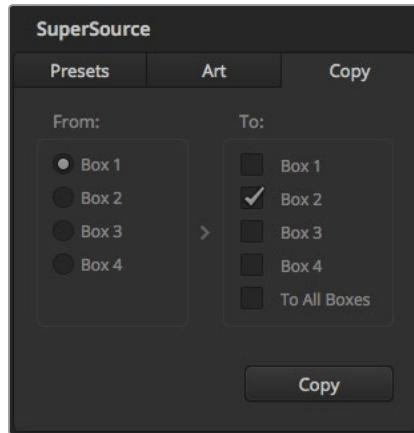 SuperSource
Presets Art Copy
From: To:
Box 1 Box 1
Box 2 Box 2
Box 3 Box 3
Box 4 Box 4
To All Boxes
Copy